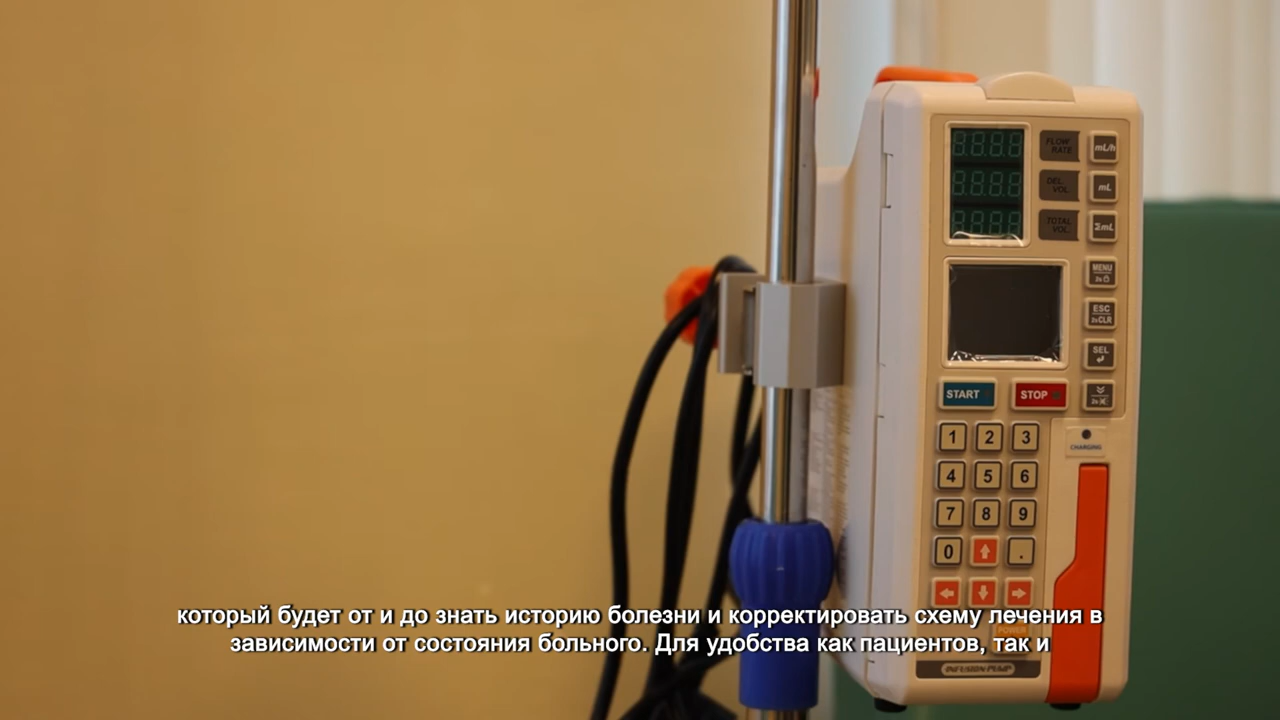 FLOW
RATE
mL/h
DEL.
VOL.
mL
TOTAL
VOL.
ΣmL
MENU
ESC
2sCLR
SEL
START
STOP
1 2 3
CHARGING
4 5 6
7 8 9
0 .
который будет от и до знать историю болезни и корректировать схему лечения в
зависимости от состояния больного. Для удобства как пациентов, так и
POWER
INFUSION PUMP